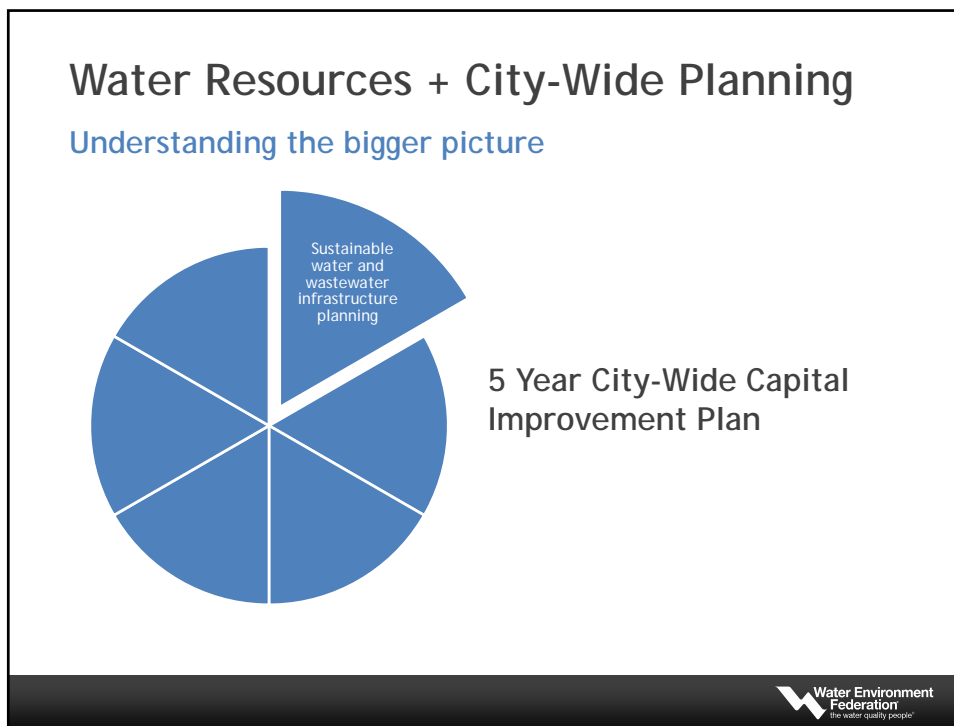 Water Resources + City-Wide Planning
Understanding the bigger picture
Sustainable
water and
wastewater
infrastructure
planning
5 Year City-Wide Capital
Improvement Plan
Water Environment
Federation
the water quality people®